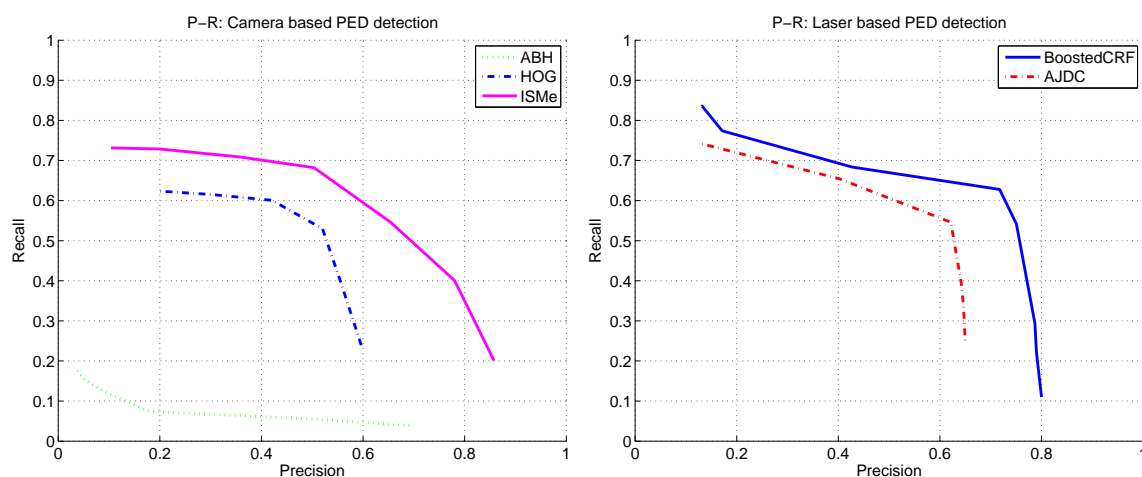 P-R: Camera based PED detection
1
0.9
0.8
0.7
0.6
0.5
0.4
0.3
0.2
0.1
0
Recall
ABH
HOG
ISMe
0 0.2 0.4 0.6 0.8 1
Precision
P-R: Laser based PED detection
1
0.9
0.8
0.7
0.6
0.5
0.4
0.3
0.2
0.1
0
Recall
BoostedCRF
AJDC
0 0.2 0.4 0.6 0.8 1
Precision